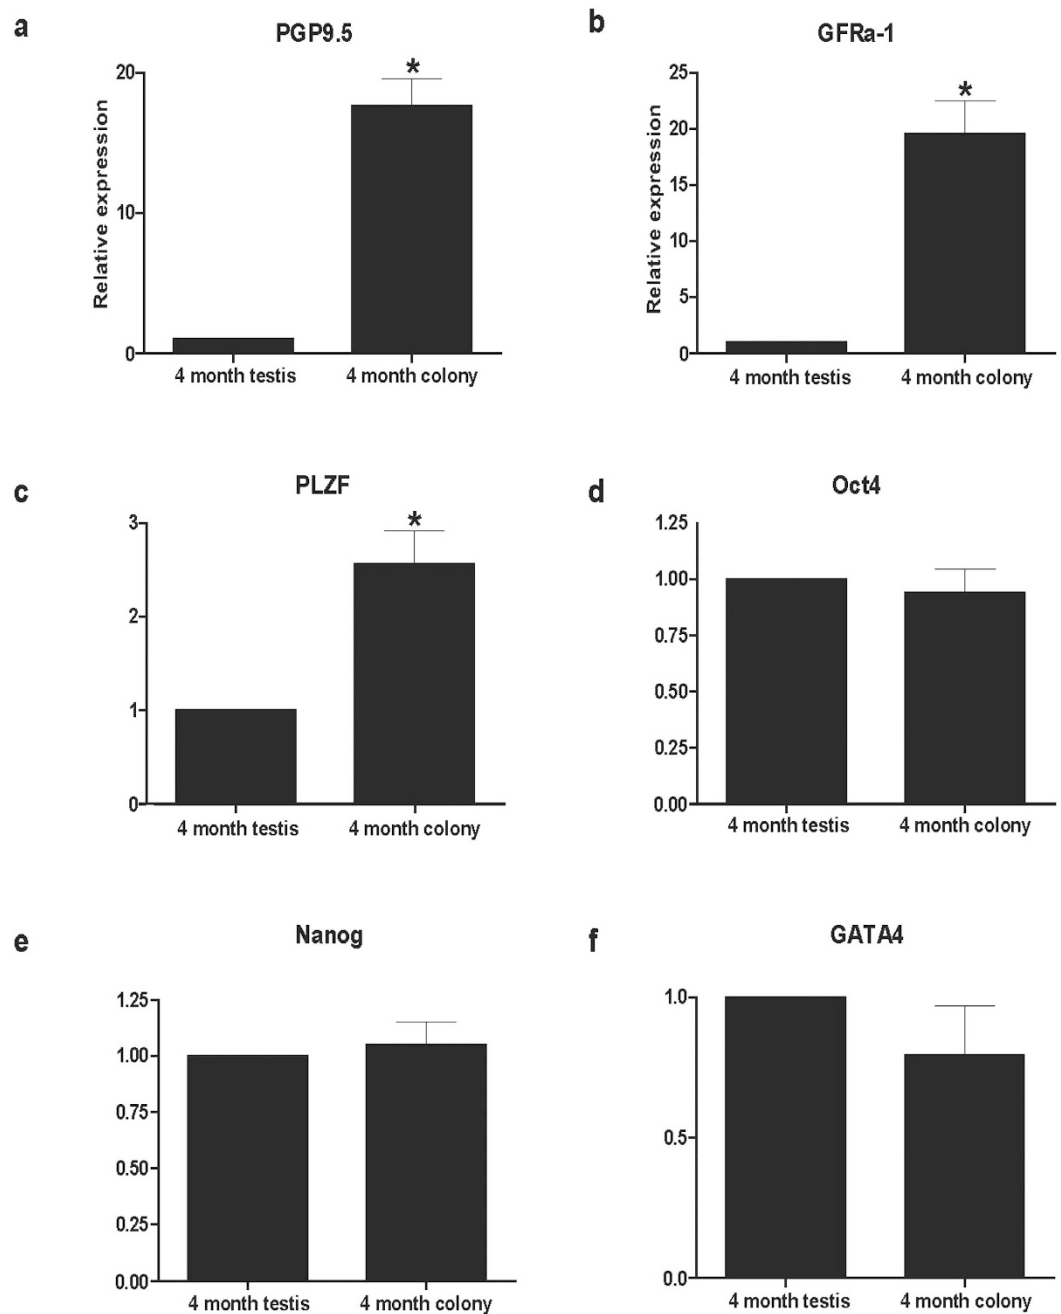 a
PGP9.5
Relative expression
20
10
0
*
4 month testis
4 month colony
b
GFRa-1
Relative expression
25
20
15
10
5
0
*
4 month testis
4 month colony
c
PLZF
3
2
1
0
*
4 month testis
4 month colony
d
Oct4
1.25
1.00
0.75
0.50
0.25
0.00
4 month testis
4 month colony
e
Nanog
1.25
1.00
0.75
0.50
0.25
0.00
4 month testis
4 month colony
f
GATA4
1.0
0.5
0.0
4 month testis
4 month colony